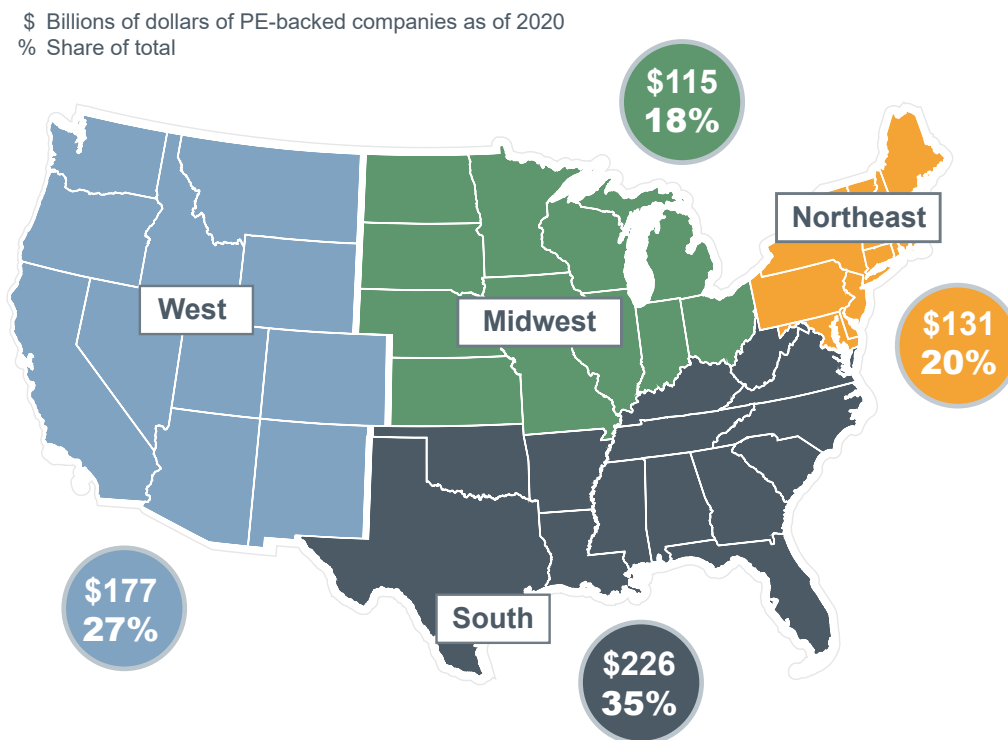 $ Billions of dollars of PE-backed companies as of 2020
% Share of total
$115
18%
Northeast
West
Midwest
$131
20%
$177
27%
South
$226
35%